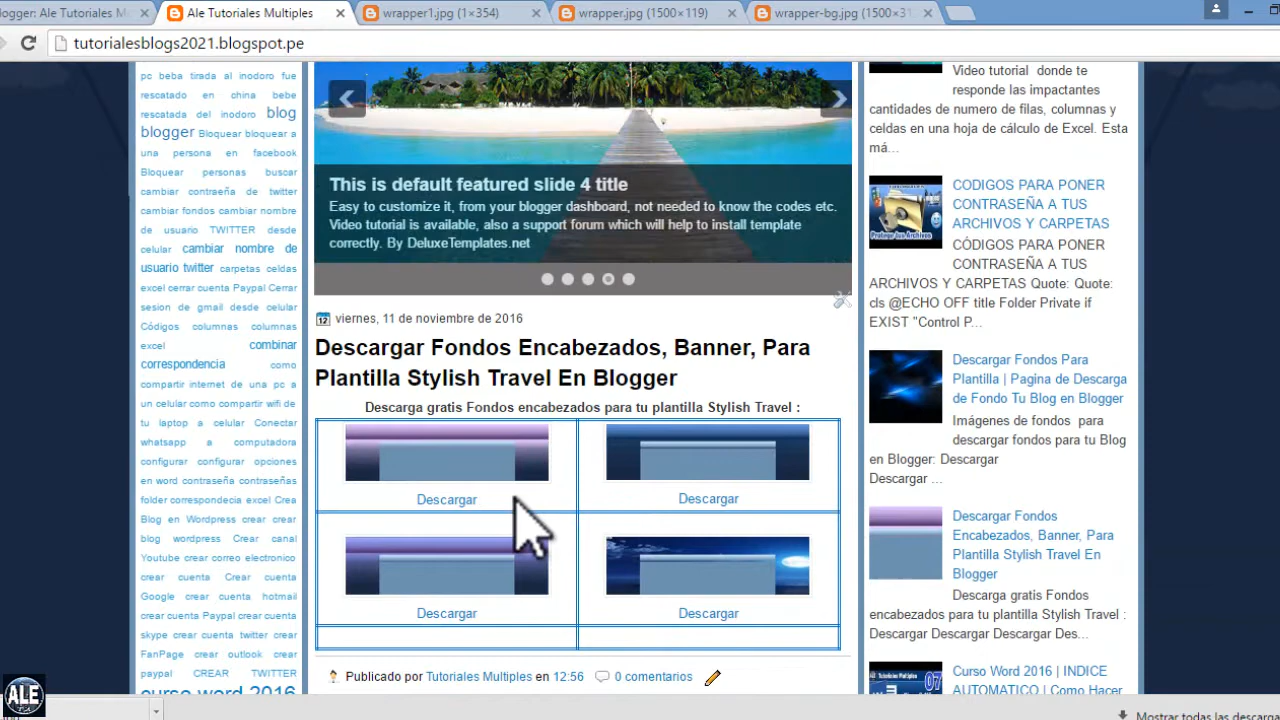 logger: Ale Tutoriales M
Ale Tutoriales Multiples
wrapper1.jpg (1×354)
wrapper.jpg (1500×119)
wrapper-bg.jpg (1500×31
tutorialesblogs2021.blogspot.pe
pc beba tirada al inodoro fue
rescatado en china bebe
rescatada del inodoro blog
blogger Bloquear bloquear a
una persona en facebook
Bloquear personas buscar
cambiar contraeña de twitter
cambiar fondos cambiar nombre
de usuario TWITTER desde
celular cambiar nombre de
usuario twitter carpetas celdas
excel cerrar cuenta Paypal Cerrar
sesion de gmail desde celular
Códigos columnas columnas
excel combinar
correspondencia como
compartir internet de una pc a
un celular como compartir wifi de
tu laptop a celular Conectar
whatsapp a computadora
configurar configurar opciones
en word contraseña contraseñas
folder correspondecia excel Crea
Blog en Wordpress crear crear
blog wordpress Crear canal
Youtube crear correo electronico
crear cuenta Crear cuenta
Google crear cuenta hotmail
crear cuenta Paypal crear cuenta
skype crear cuenta twitter crear
FanPage crear outlook crear
paypal CREAR TWITTER
curso word 2016
This is default featured slide 4 title
Easy to customize it, from your blogger dashboard, not needed to know the codes etc.
Video tutorial is available, also a support forum which will help to install template
correctly. By DeluxeTemplates.net
12 viernes, 11 de noviembre de 2016
Descargar Fondos Encabezados, Banner, Para
Plantilla Stylish Travel En Blogger
Descarga gratis Fondos encabezados para tu plantilla Stylish Travel :
Descargar
Descargar
Descargar
Descargar
Publicado por Tutoriales Multiples en 12:56 0 comentarios
Video tutorial donde te
responde las impactantes
cantidades de numero de filas, columnas y
celdas en una hoja de cálculo de Excel. Esta
má...
CODIGOS PARA PONER
CONTRASEÑA A TUS
ARCHIVOS Y CARPETAS
CÓDIGOS PARA PONER
CONTRASEÑA A TUS
ARCHIVOS Y CARPETAS Quote: Quote:
cls @ECHO OFF title Folder Private if
EXIST "Control P...
Descargar Fondos Para
Plantilla | Pagina de Descarga
de Fondo Tu Blog en Blogger
Imágenes de fondos para
descargar fondos para tu Blog
en Blogger: Descargar
Descargar ...
Descargar Fondos
Encabezados, Banner, Para
Plantilla Stylish Travel En
Blogger
Descarga gratis Fondos
encabezados para tu plantilla Stylish Travel :
Descargar Descargar Descargar Des...
Curso Word 2016 | INDICE
AUTOMATICO | Como Hacer
07
ALE
Mostrar todas las descarga